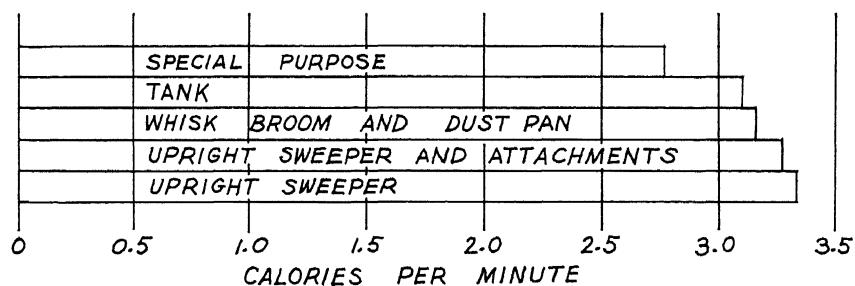 SPECIAL PURPOSE
TANK
WHISK BROOM AND DUST PAN
UPRIGHT SWEEPER AND ATTACHMENTS
UPRIGHT SWEEPER
0 0.5 1.0 1.5 2.0 2.5 3.0 3.5
CALORIES PER MINUTE